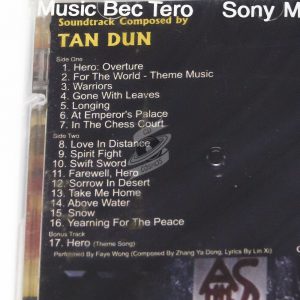 Music Bec Tero Sony M
Soundtrack Composed by
TAN DUN
Side One
1. Hero: Overture
2. For The World - Theme Music
3. Warriors
4. Gone With Leaves
5. Longing
6. At Emperor's Palace
7. In The Chess Court
Side Two
8. Love In Distance
9. Spirit Fight
10. Swift Sword
11. Farewell, Hero
12. Sorrow In Desert
13. Take Me Home
14. Above Water
15. Snow
16. Yearning For The Peace
Bonus Track
17. Hero (Theme Song)
Performed By Faye Wong (Composed By Zhang Ya Dong, Lyrics By Lin Xi)